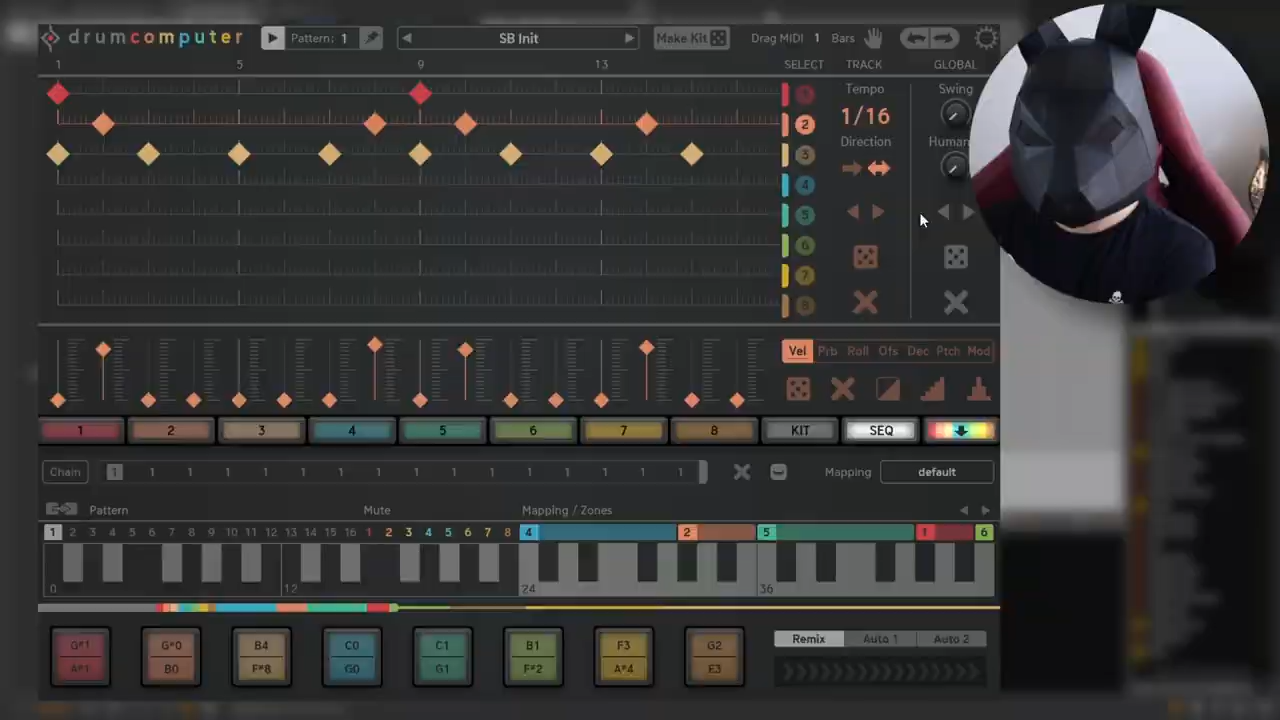 drumcomputer Pattern: 1 SB Init Make Kit Drag MIDI 1 Bars
1 5 9 13 SELECT TRACK GLOBAL
1 Tempo Swing
2 1/16
Direction
3
4
5
6
7
8
Vel Prb Roll Ofs Dec Ptch Mod
1 2 3 4 5 6 7 8 KIT SEQ
Chain 1 1 1 1 1 1 1 1 1 1 1 1 1 1 1 1 Mapping default
Pattern Mute Mapping / Zones
1 2 3 4 5 6 7 8 9 10 11 12 13 14 15 16 1 2 3 4 5 6 7 8 4 2 5 1 6
0 12 24 36
Remix Auto 1 Auto 2
G#1 G#0 B4 C0 C1 B1 F3 G2
A#1 B0 F#8 G0 G1 F#2 A#4 E3